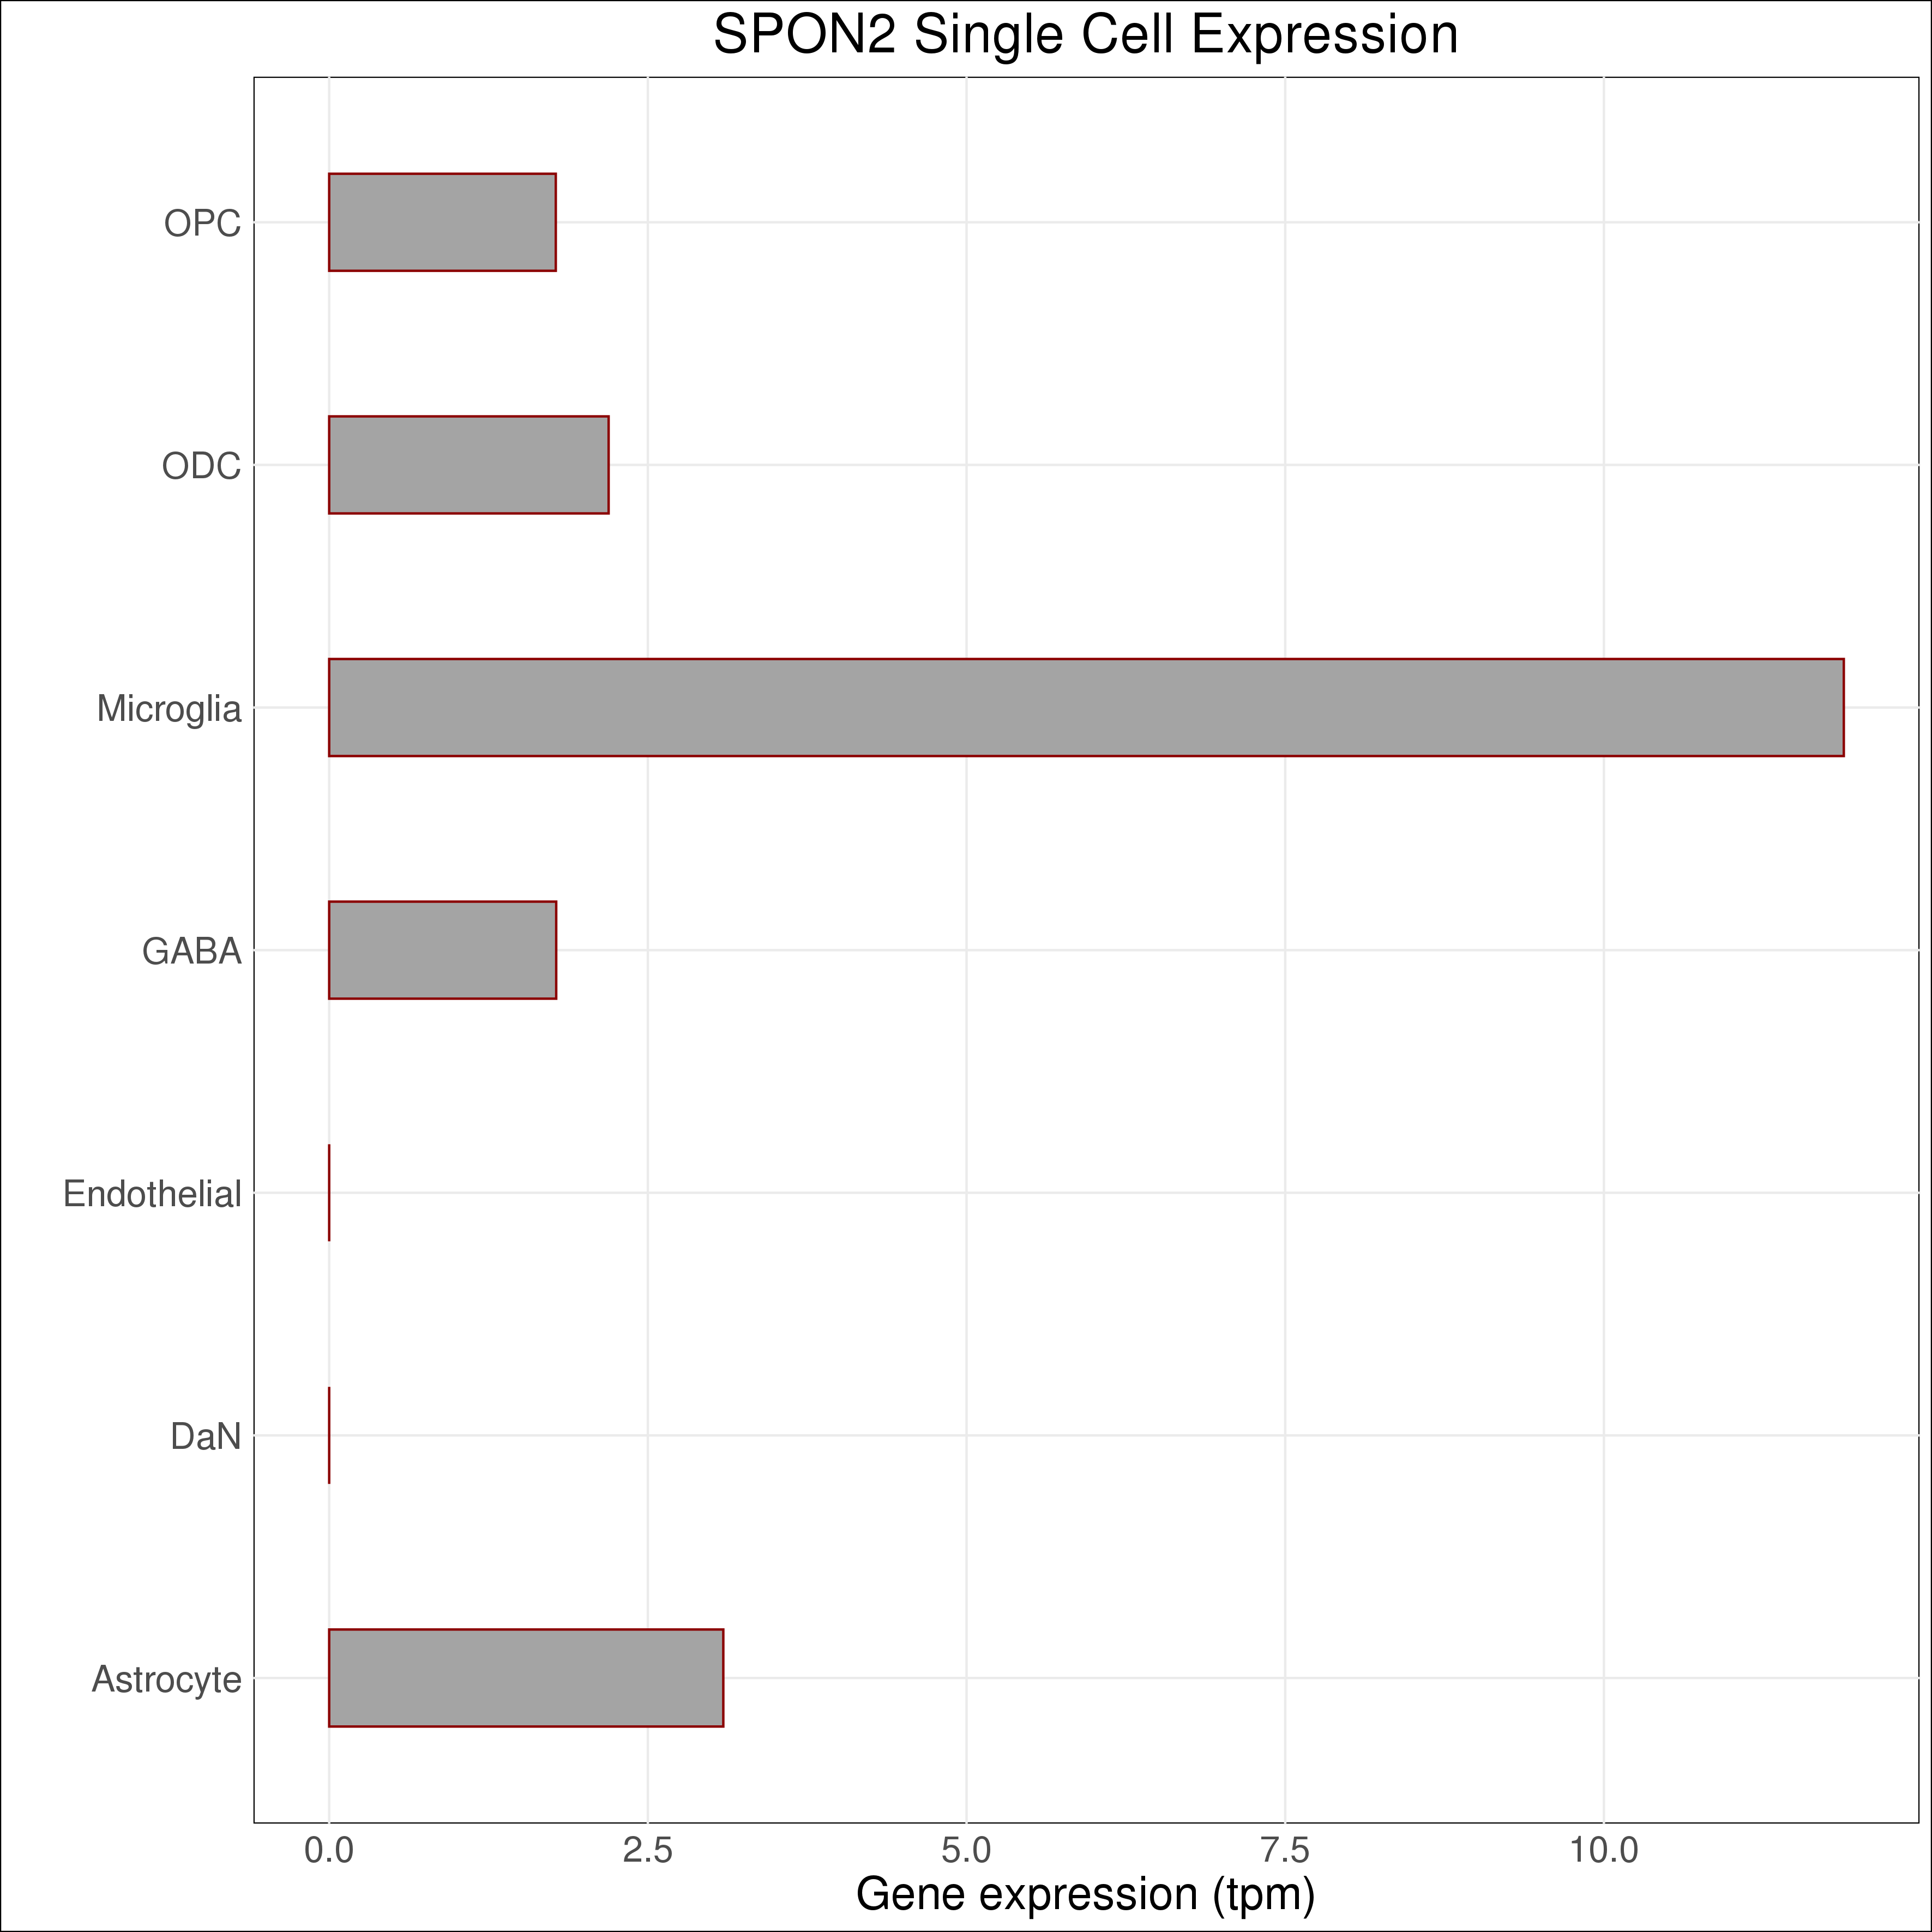 SPON2 Single Cell Expression
OPC
ODC
Microglia
GABA
Endothelial
DaN
Astrocyte
0.0 2.5 5.0 7.5 10.0
Gene expression (tpm)